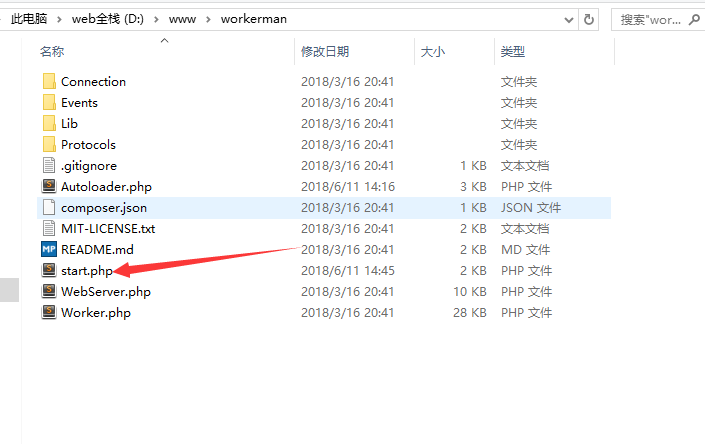 此电脑 › web全栈 (D:) › www › workerman 搜索"wor...
名称 修改日期 大小 类型
Connection 2018/3/16 20:41 文件夹
Events 2018/3/16 20:41 文件夹
Lib 2018/3/16 20:41 文件夹
Protocols 2018/3/16 20:41 文件夹
.gitignore 2018/3/16 20:41 1 KB 文本文档
Autoloader.php 2018/6/11 14:16 3 KB PHP 文件
composer.json 2018/3/16 20:41 1 KB JSON 文件
MIT-LICENSE.txt 2018/3/16 20:41 2 KB 文本文档
README.md 2018/3/16 20:41 2 KB MD 文件
start.php 2018/6/11 14:45 2 KB PHP 文件
WebServer.php 2018/3/16 20:41 10 KB PHP 文件
Worker.php 2018/3/16 20:41 28 KB PHP 文件